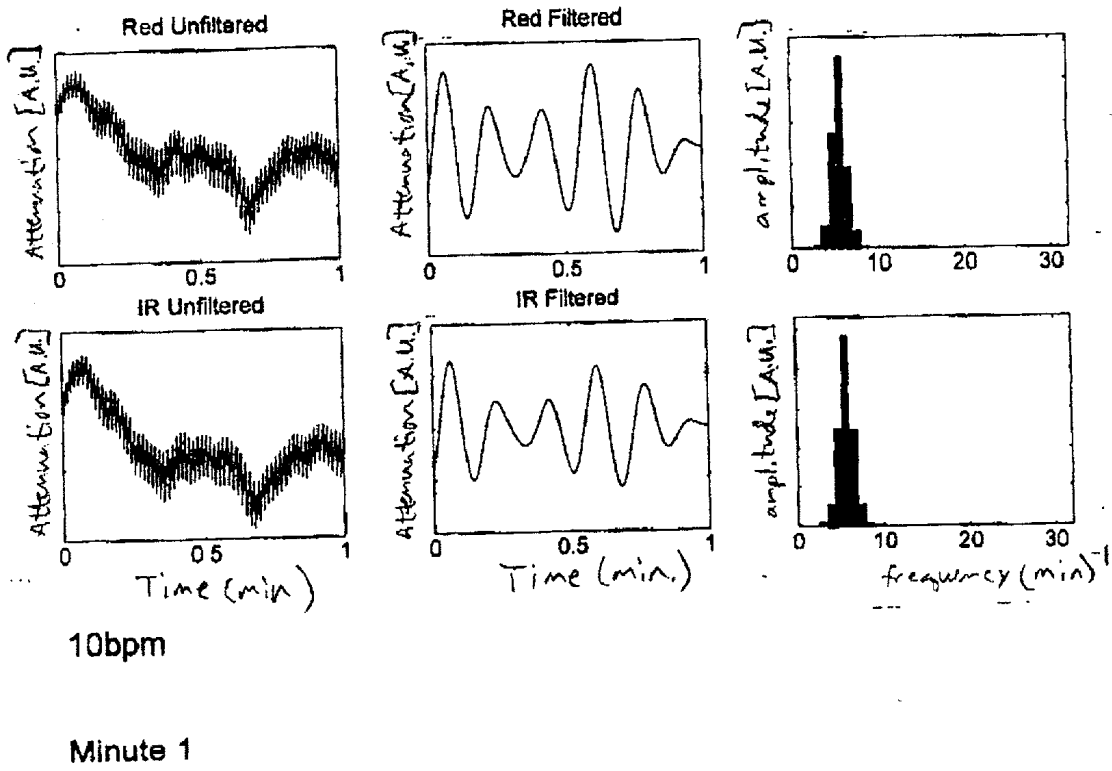 Red Unfiltered
Attenuation [A.U.]
0 0.5 1
Red Filtered
Attenuation [A.U.]
0 0.5 1
amplitude [A.U.]
0 10 20 30
IR Unfiltered
Attenuation [A.U.]
0 0 5 1
Time (min)
IR Filtered
Attenuation [A.U.]
0 0.5 1
Time (min.)
amplitude [A.U.]
0 10 20 30
frequency (min)⁻¹
10bpm
Minute 1